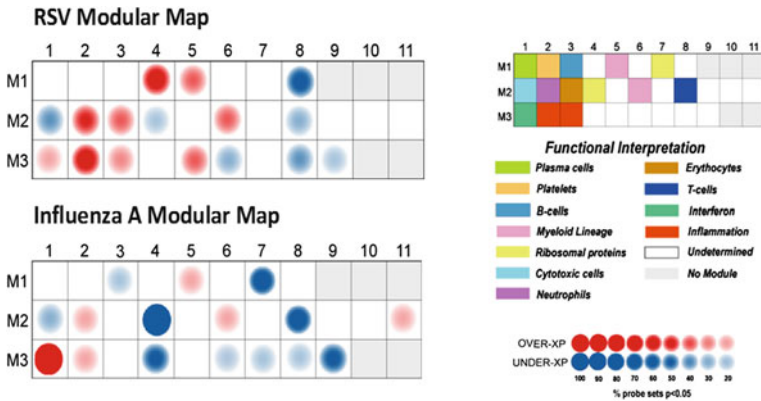 RSV Modular Map
1 2 3 4 5 6 7 8 9 10 11
M1
M2
M3
Influenza A Modular Map
1 2 3 4 5 6 7 8 9 10 11
M1
M2
M3
1 2 3 4 5 6 7 8 9 10 11
M1
M2
M3
Functional Interpretation
Plasma cells Erythocytes
Platelets T-cells
B-cells Interferon
Myeloid Lineage Inflammation
Ribosomal proteins Undetermined
Cytotoxic cells No Module
Neutrophils
OVER-XP
UNDER-XP
100 90 80 70 60 50 40 30 20
% probe sets p<0.05